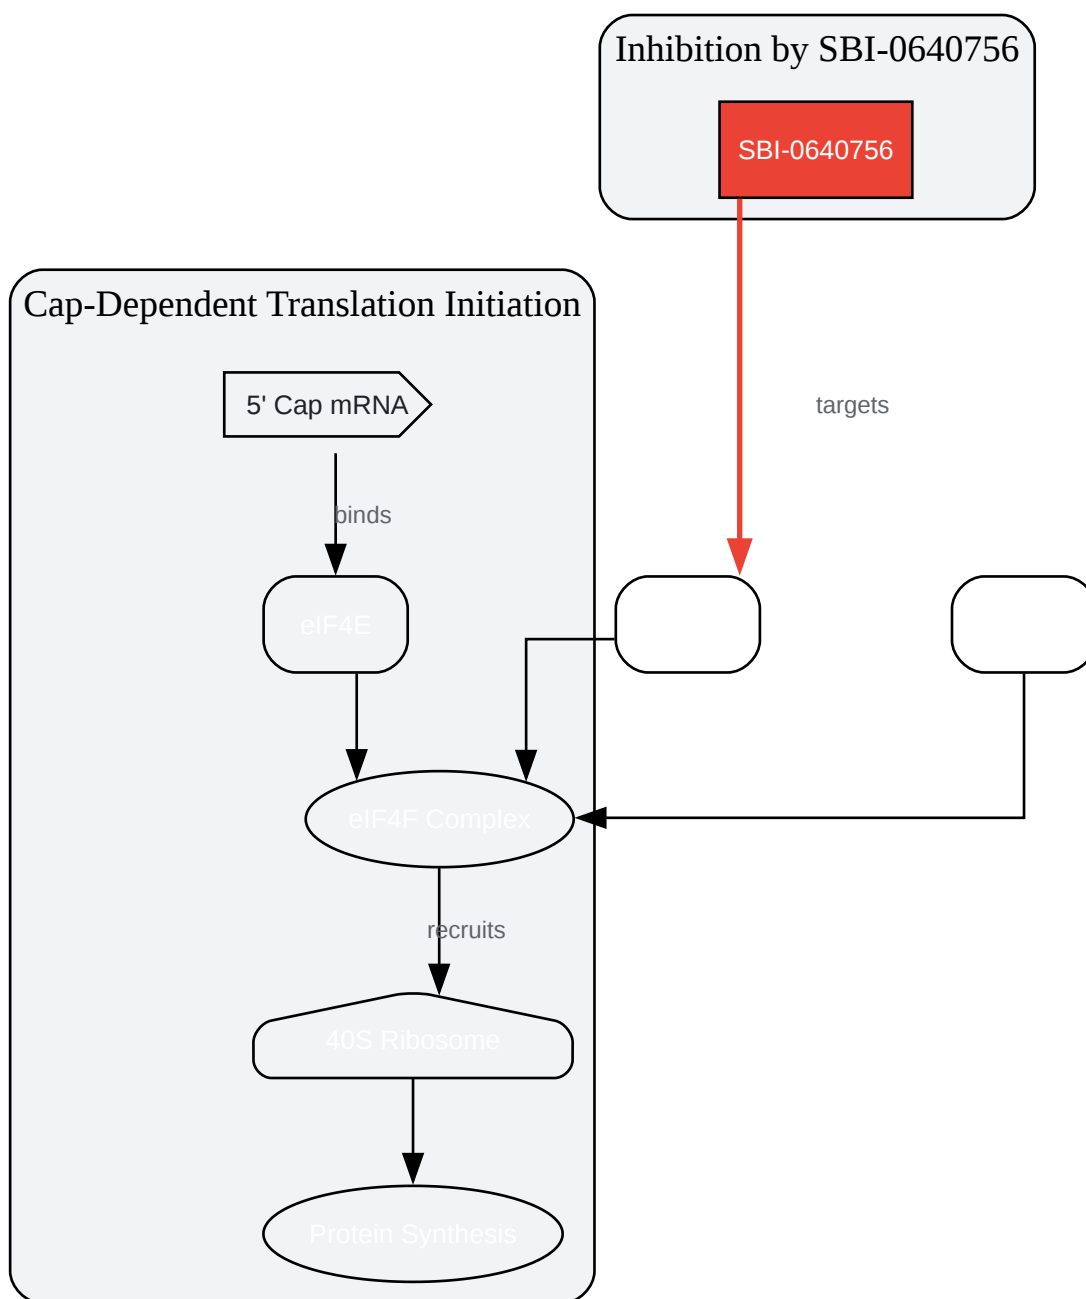 Inhibition by SBI-0640756
SBI-0640756
Cap-Dependent Translation Initiation
5' Cap mRNA
targets
binds
eIF4E
eIF4F Complex
recruits
40S Ribosome
Protein Synthesis